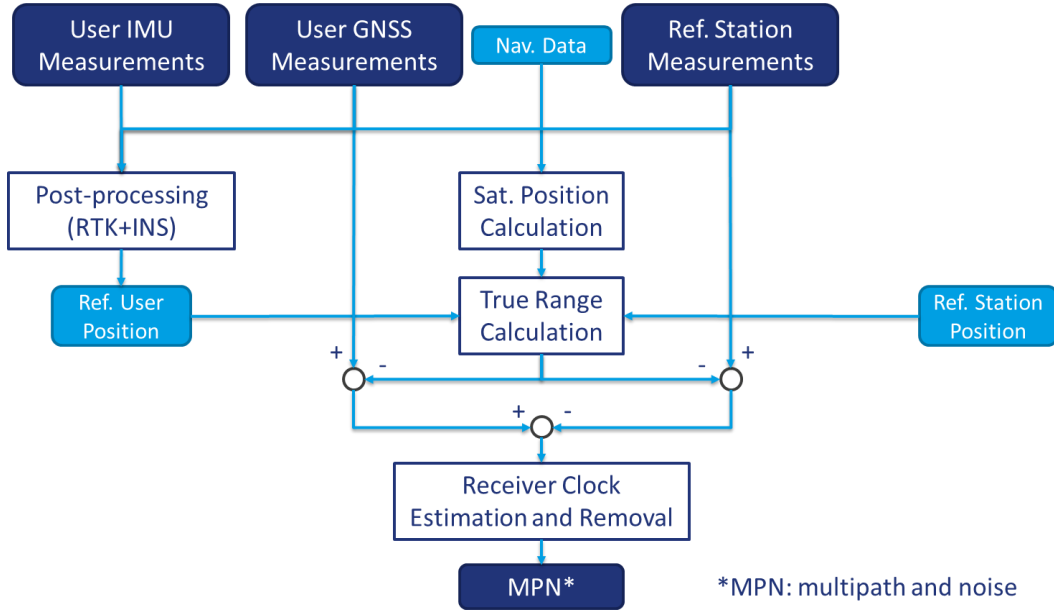 User IMU
Measurements
User GNSS
Measurements
Nav. Data
Ref. Station
Measurements
Post-processing
(RTK+INS)
Sat. Position
Calculation
Ref. User
Position
True Range
Calculation
Ref. Station
Position
+
-
-
+
+
-
Receiver Clock
Estimation and Removal
MPN*
*MPN: multipath and noise